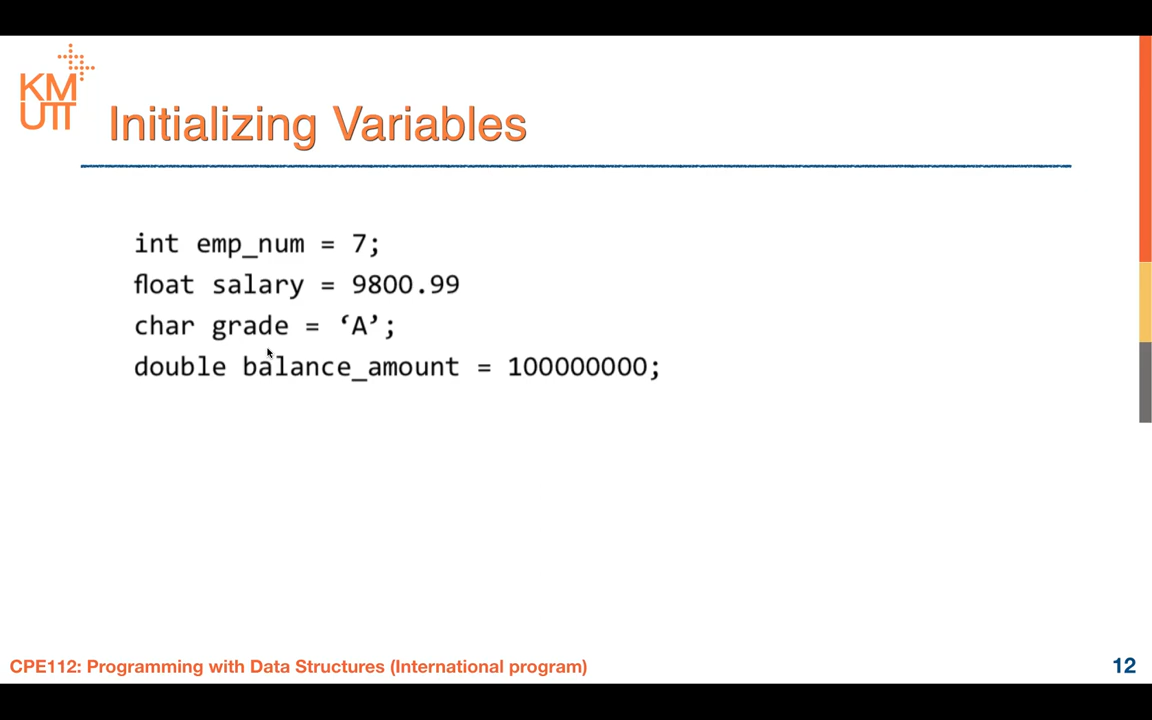 KM
UTT
Initializing Variables
int emp_num = 7;
float salary = 9800.99
char grade = ‘A’;
double balance_amount = 100000000;
CPE112: Programming with Data Structures (International program)
12